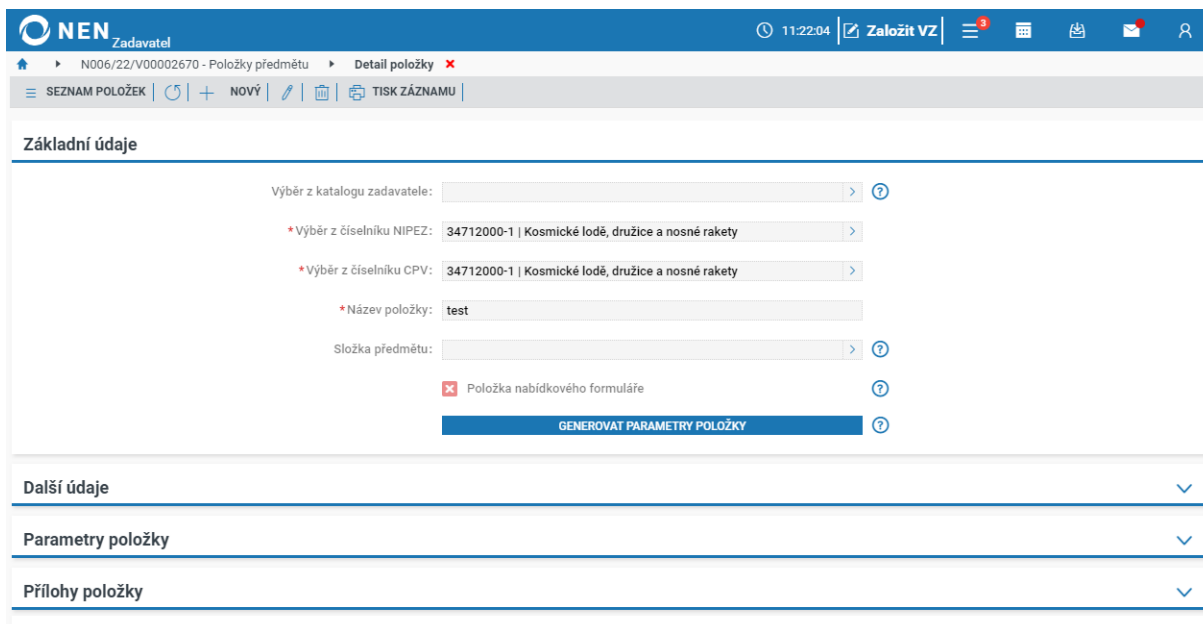 NEN Zadavatel 11:22:04 Založit VZ 3
N006/22/V00002670 - Položky předmětu Detail položky
SEZNAM POLOŽEK NOVÝ TISK ZÁZNAMU
Základní údaje
Výběr z katalogu zadavatele:
*Výběr z číselníku NIPEZ: 34712000-1 | Kosmické lodě, družice a nosné rakety
*Výběr z číselníku CPV: 34712000-1 | Kosmické lodě, družice a nosné rakety
*Název položky: test
Složka předmětu:
Položka nabídkového formuláře
GENEROVAT PARAMETRY POLOŽKY
Další údaje
Parametry položky
Přílohy položky